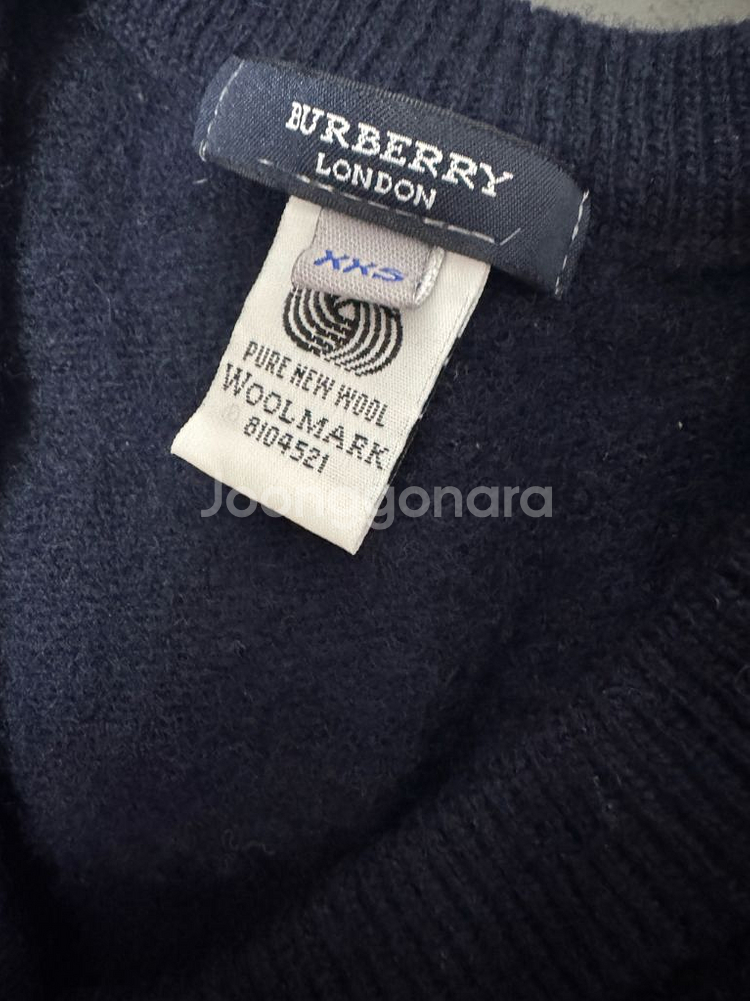 BURBERRY
LONDON
XXS
PURE NEW WOOL
WOOLMARK
8104521
Joonggonara